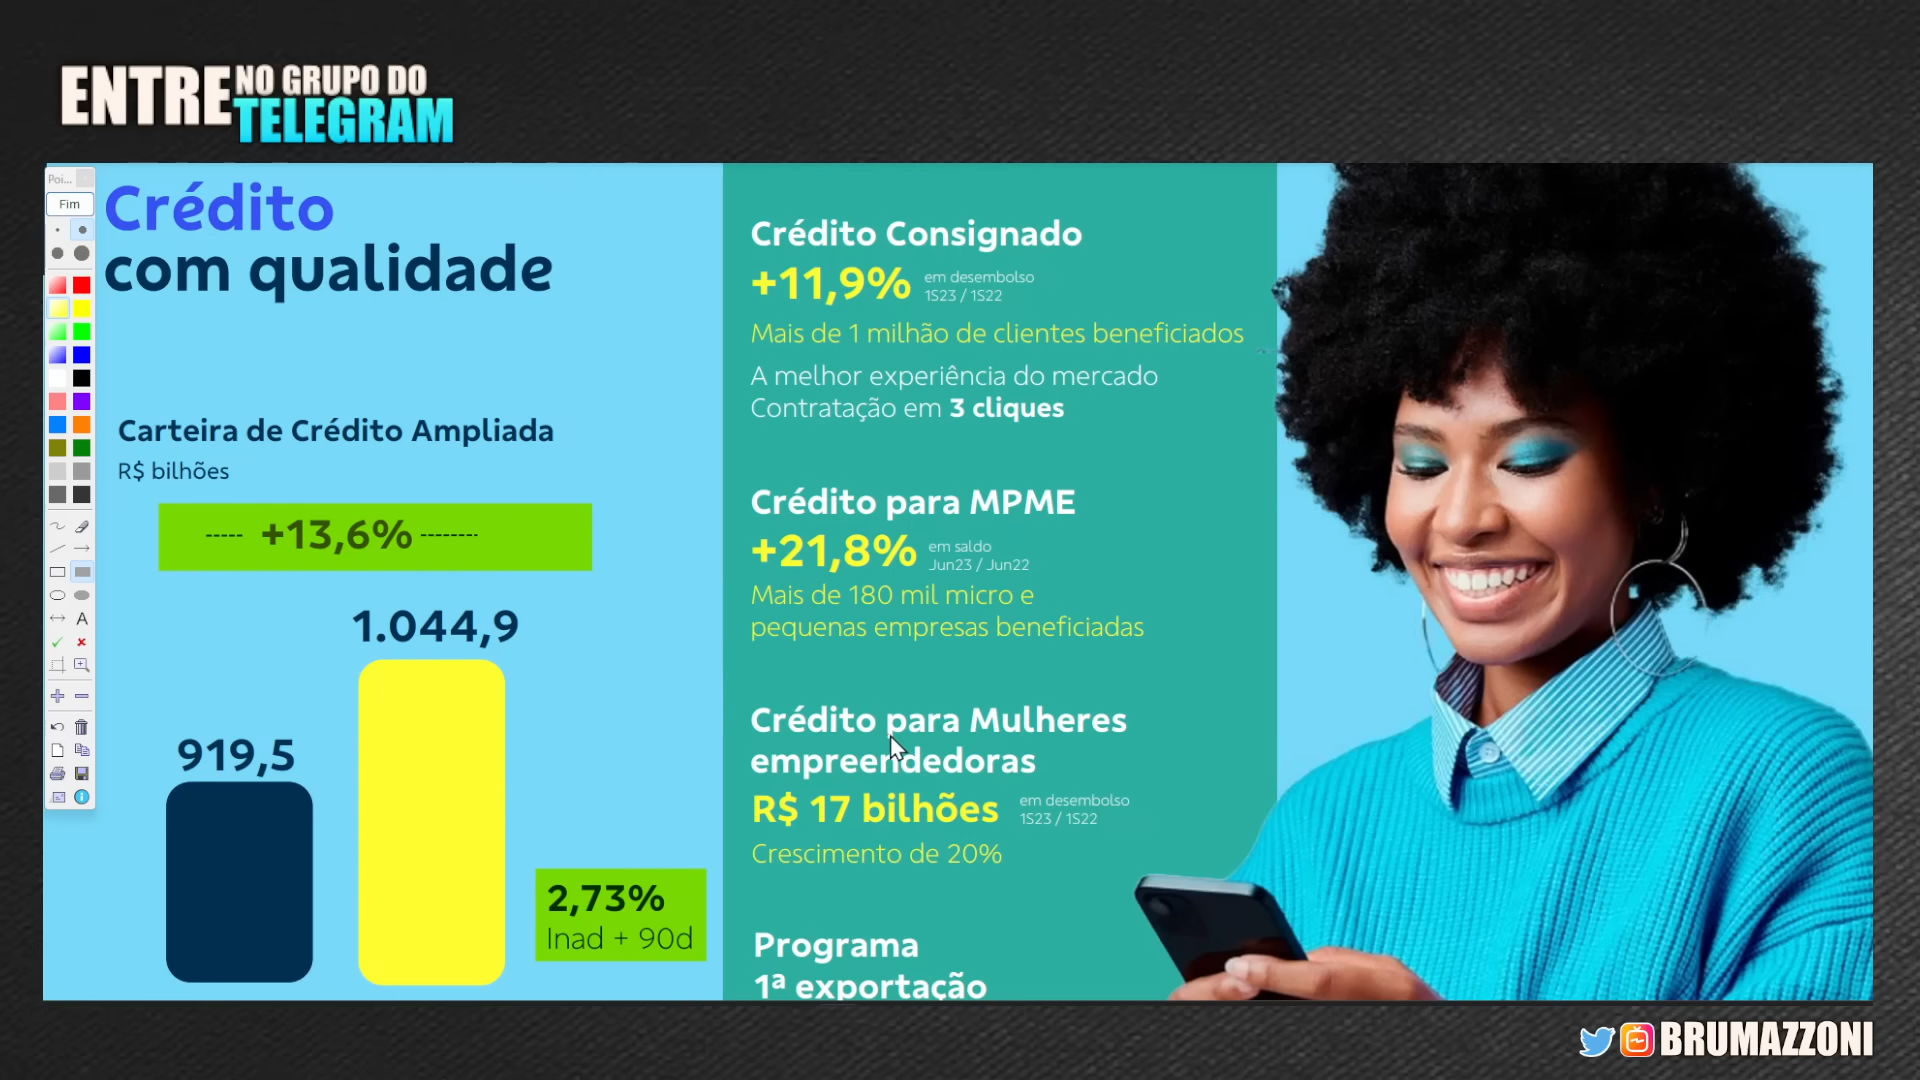 ENTRE NO GRUPO DO
TELEGRAM
Poi...
Fim
Crédito
com qualidade
Carteira de Crédito Ampliada
R$ bilhões
----- +13,6% --------
1.044,9
919,5
2,73%
Inad + 90d
Crédito Consignado
+11,9% em desembolso
1S23 / 1S22
Mais de 1 milhão de clientes beneficiados
A melhor experiência do mercado
Contratação em 3 cliques
Crédito para MPME
+21,8% em saldo
Jun23 / Jun22
Mais de 180 mil micro e
pequenas empresas beneficiadas
Crédito para Mulheres
empreendedoras
R$ 17 bilhões em desembolso
1S23 / 1S22
Crescimento de 20%
Programa
1ª exportação
A
BRUMAZZONI